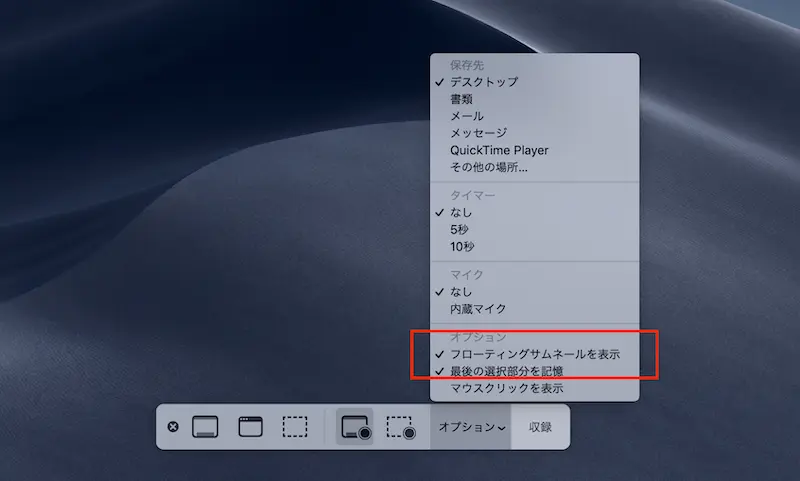 保存先
デスクトップ
書類
メール
メッセージ
QuickTime Player
その他の場所...
タイマー
なし
5秒
10秒
マイク
なし
内蔵マイク
オプション
フローティングサムネールを表示
最後の選択部分を記憶
マウスクリックを表示
オプション
収録